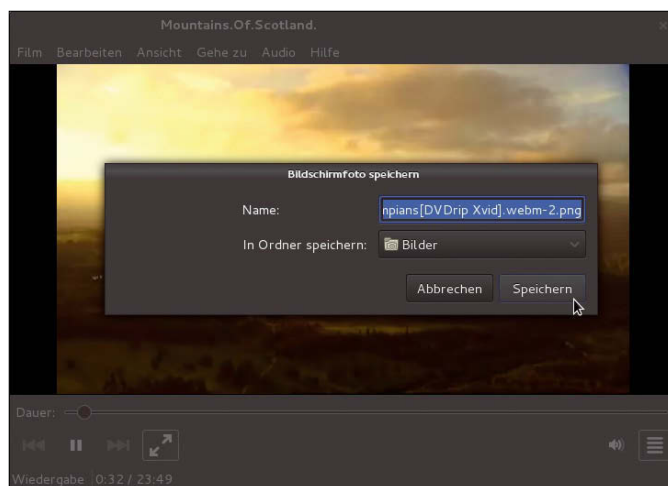 Mountains.Of.Scotland.
Film Bearbeiten Ansicht Gehe zu Audio Hilfe
Bildschirmfoto speichern
Name: npians[DVDrip Xvid].webm-2.png
In Ordner speichern: Bilder
Abbrechen Speichern
Dauer:
Wiedergabe 0:32 / 23:49